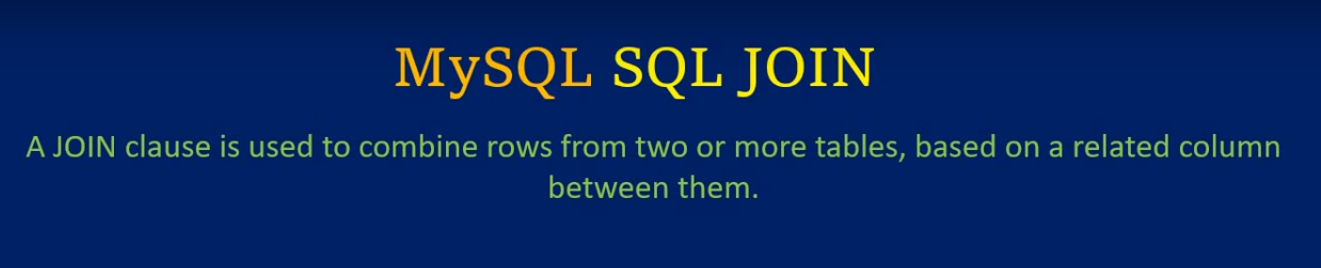 MySQL SQL JOIN
A JOIN clause is used to combine rows from two or more tables, based on a related column
between them.